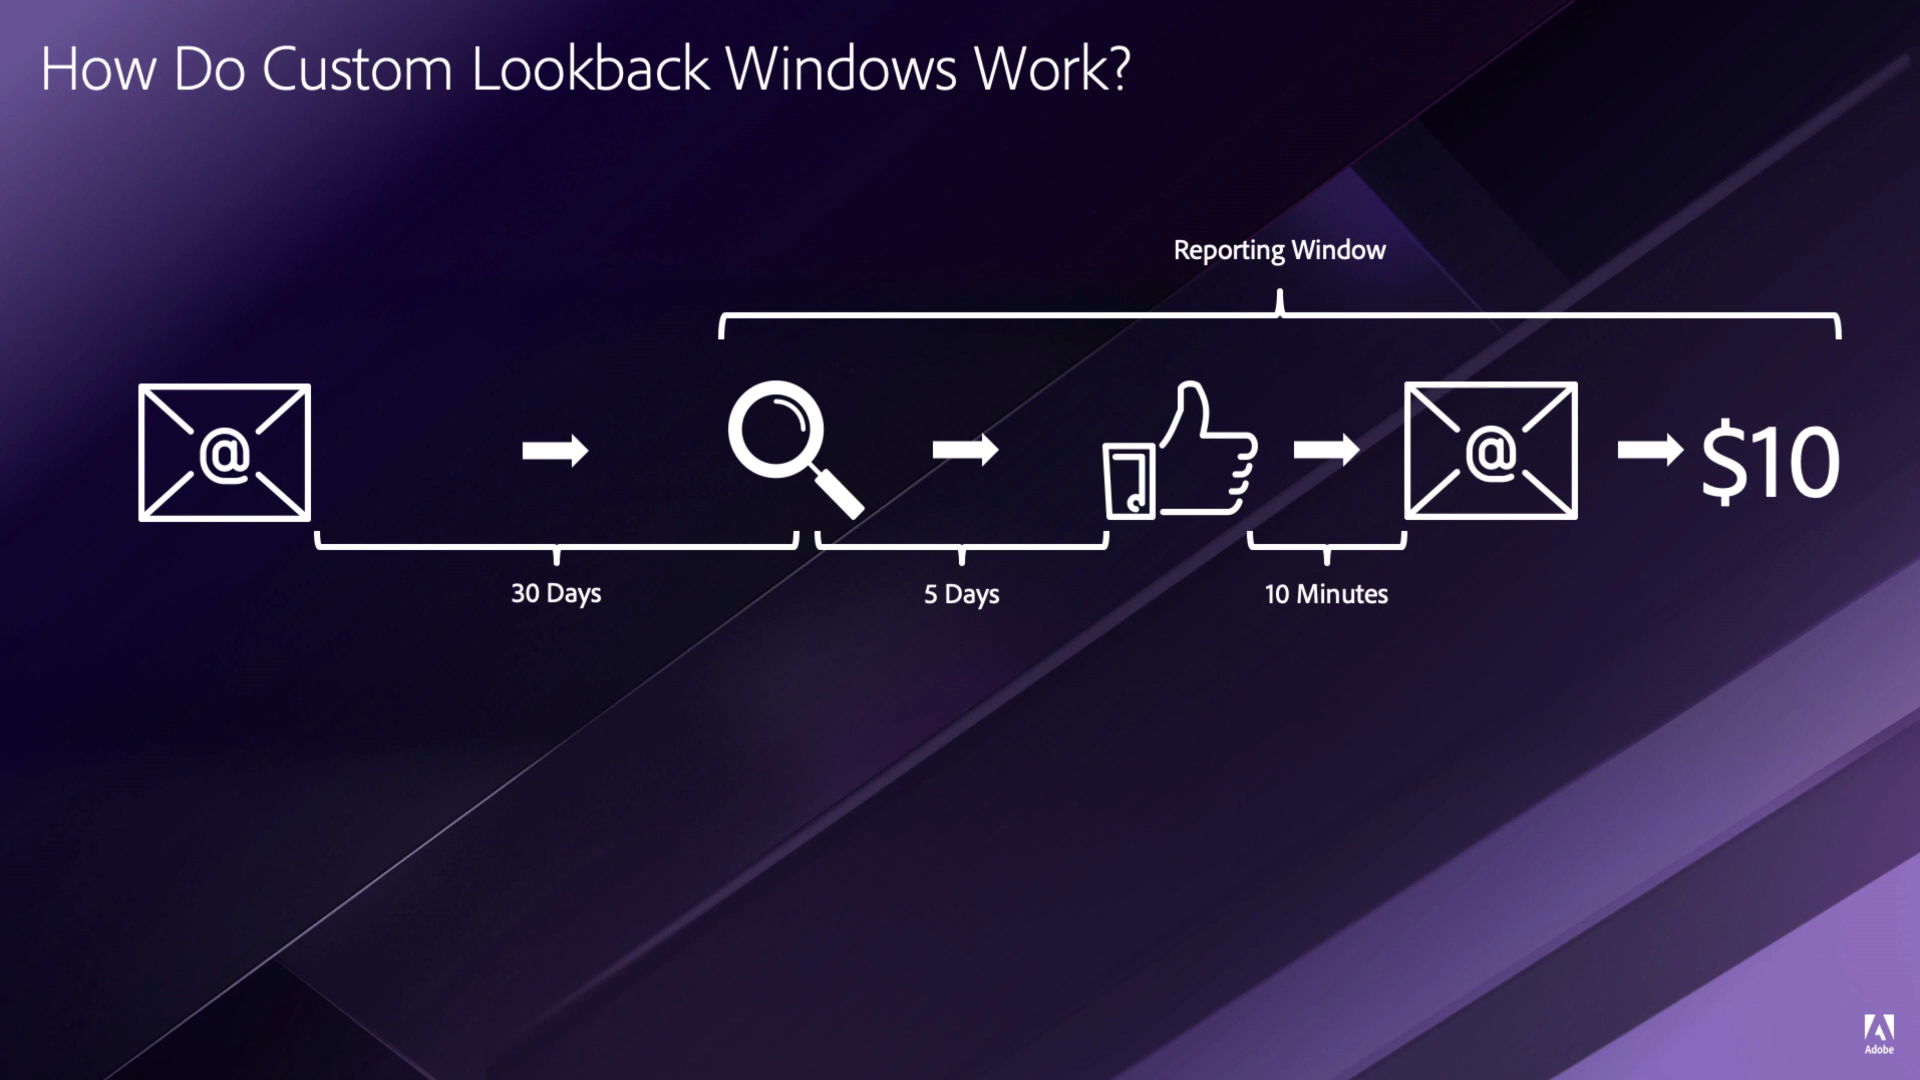 How Do Custom Lookback Windows Work?
Reporting Window
@
@
$10
30 Days
5 Days
10 Minutes
Adobe